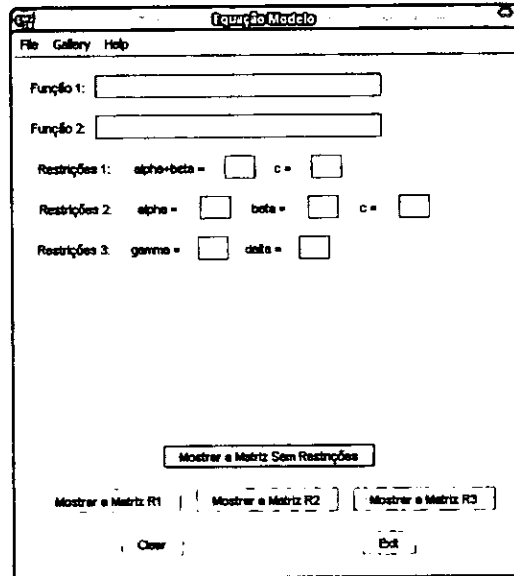 Equação Modelo
File Gallery Help
Função 1:
Função 2:
Restrições 1: alpha+beta = c =
Restrições 2: alpha = beta = c =
Restrições 3: gamma = delta =
Mostrar a Matriz Sem Restrições
Mostrar a Matriz R1 Mostrar a Matriz R2 Mostrar a Matriz R3
Clear Exit